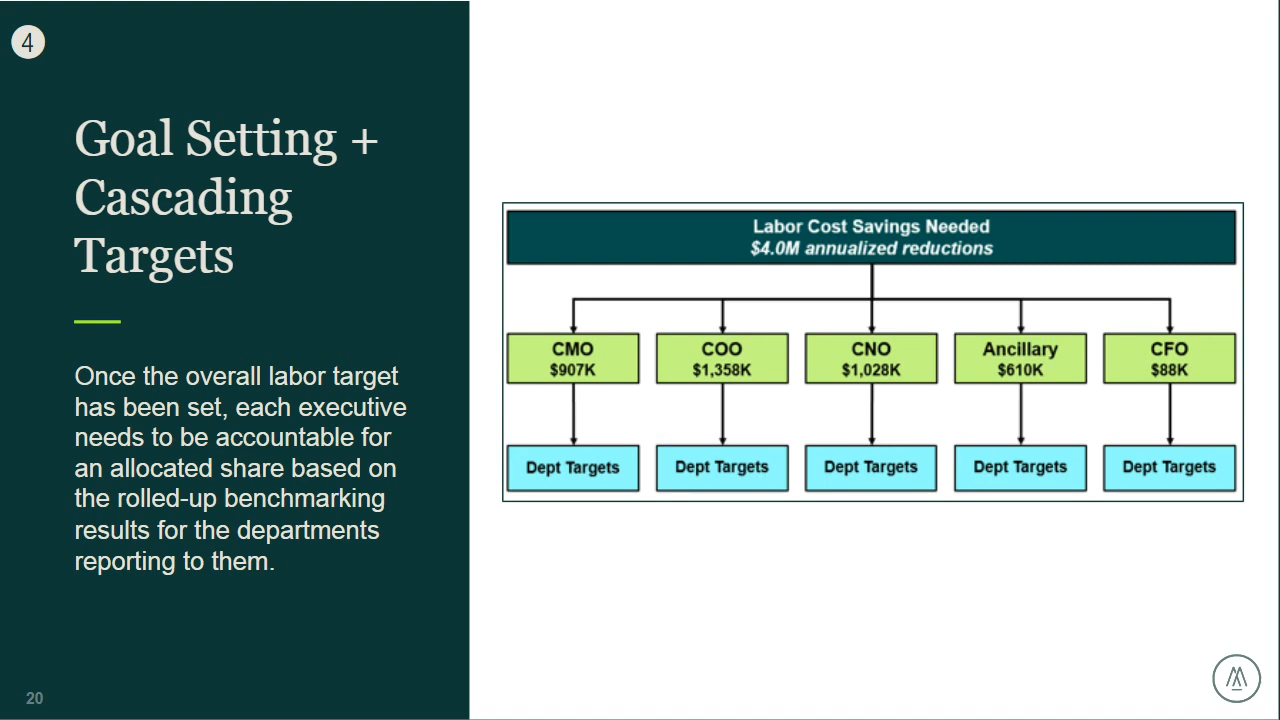 4
Goal Setting +
Cascading
Targets
Once the overall labor target
has been set, each executive
needs to be accountable for
an allocated share based on
the rolled-up benchmarking
results for the departments
reporting to them.
Labor Cost Savings Needed
$4.0M annualized reductions
CMO
$907K
COO
$1,358K
CNO
$1,028K
Ancillary
$610K
CFO
$88K
Dept Targets
Dept Targets
Dept Targets
Dept Targets
Dept Targets
20